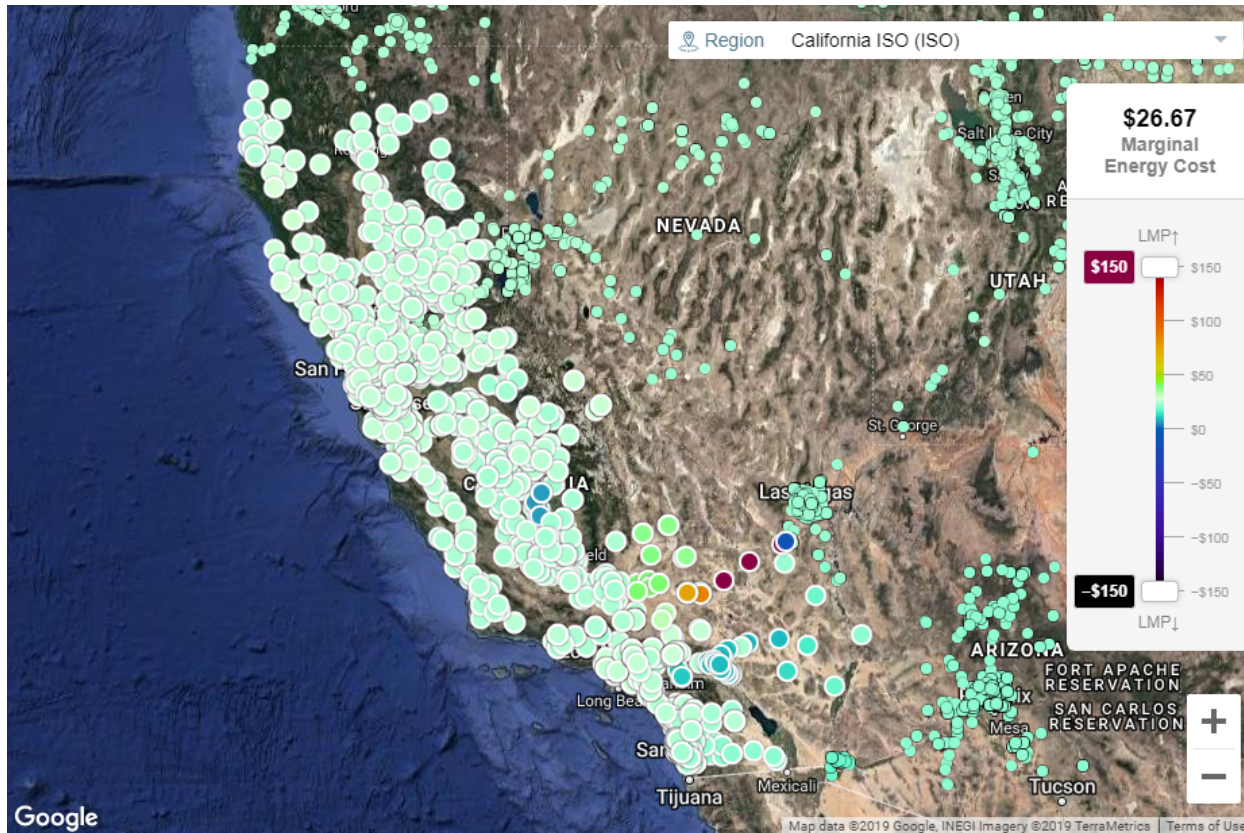 Region California ISO (ISO)
$26.67
Marginal
Energy Cost
LMP↑
$150
$150
$100
$50
$0
−$50
−$100
−$150
−$150
LMP↓
Salt Lake City
NEVADA
UTAH
St. George
Las Vegas
ARIZONA
FORT APACHE
RESERVATION
SAN CARLOS
RESERVATION
Mesa
Tucson
Long Bea
Mexicali
Tijuana
Google
Map data ©2019 Google, INEGI Imagery ©2019 TerraMetrics
Terms of Use